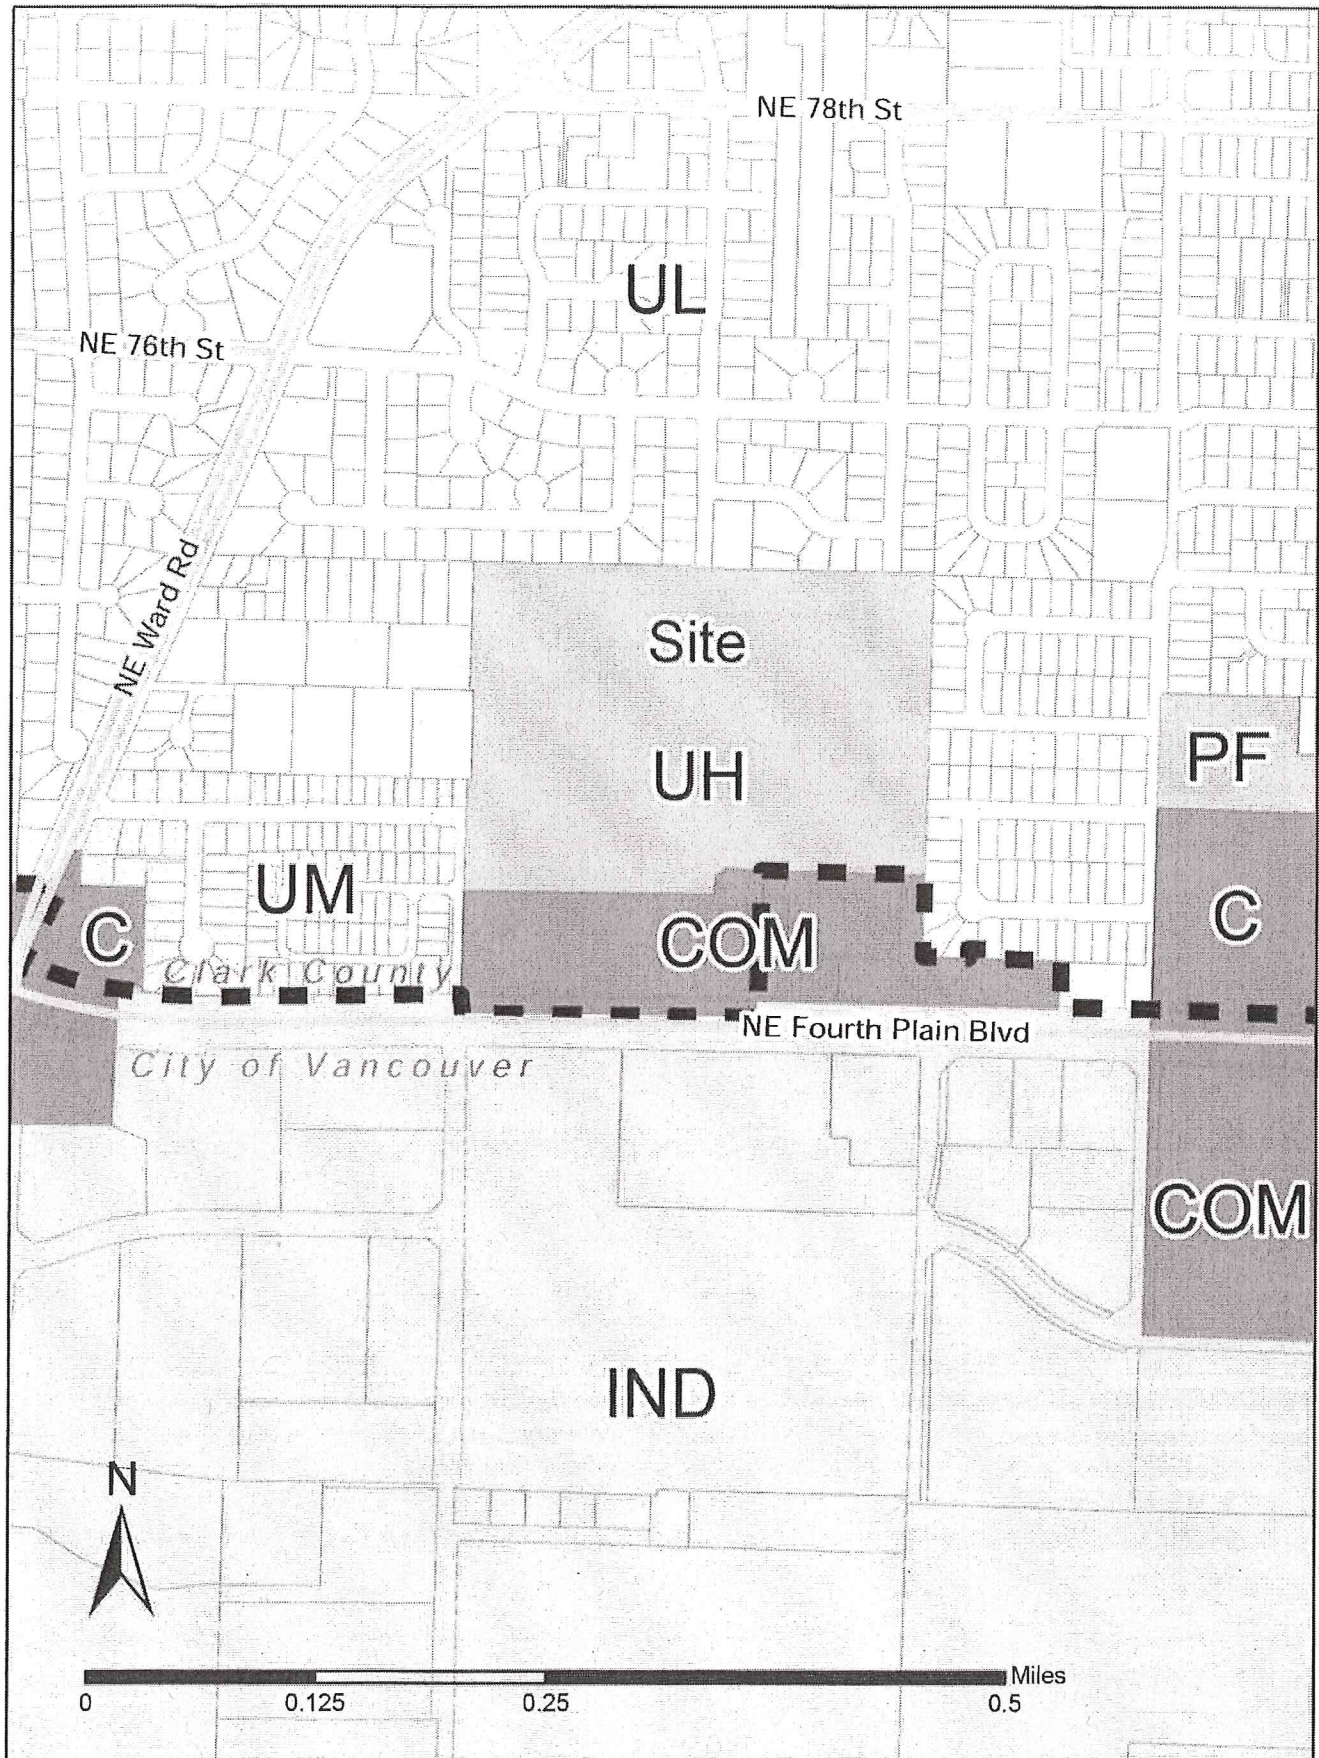 NE 78th St
UL
NE 76th St
NE Ward Rd
Site
UH
PF
UM
C
COM
C
Clark County
NE Fourth Plain Blvd
City of Vancouver
COM
IND
N
Miles
0 0.125 0.25 0.5